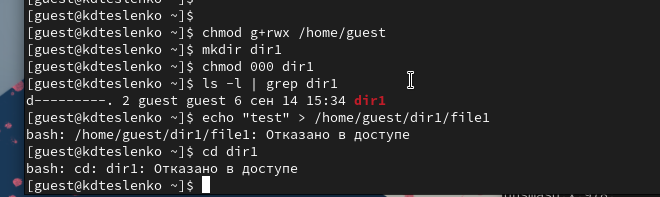 [guest@kdteslenko ~]$
[guest@kdteslenko ~]$
[guest@kdteslenko ~]$ chmod g+rwx /home/guest
[guest@kdteslenko ~]$ mkdir dir1
[guest@kdteslenko ~]$ chmod 000 dir1
[guest@kdteslenko ~]$ ls -l | grep dir1
d---------. 2 guest guest 6 сен 14 15:34 dir1
[guest@kdteslenko ~]$ echo "test" > /home/guest/dir1/file1
bash: /home/guest/dir1/file1: Отказано в доступе
[guest@kdteslenko ~]$ cd dir1
bash: cd: dir1: Отказано в доступе
[guest@kdteslenko ~]$